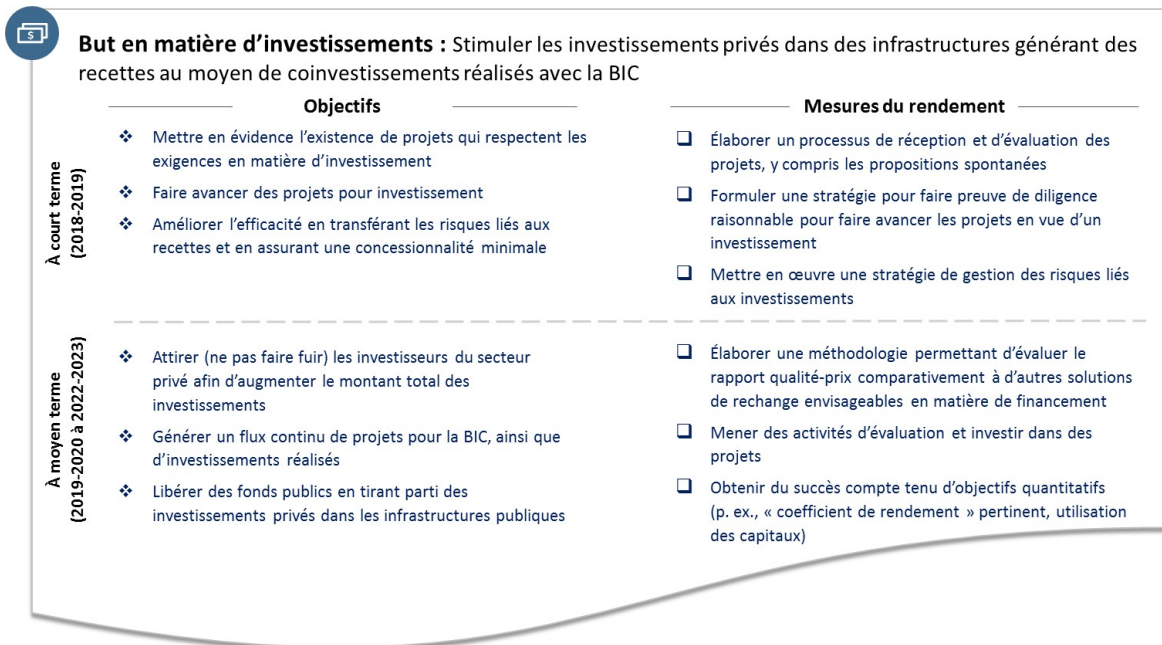 $
But en matière d’investissements : Stimuler les investissements privés dans des infrastructures générant des
recettes au moyen de coinvestissements réalisés avec la BIC
Objectifs
Mesures du rendement
À court terme
(2018-2019)
❖ Mettre en évidence l’existence de projets qui respectent les
exigences en matière d’investissement
❖ Faire avancer des projets pour investissement
❖ Améliorer l’efficacité en transférant les risques liés aux
recettes et en assurant une concessionnalité minimale
❑ Élaborer un processus de réception et d’évaluation des
projets, y compris les propositions spontanées
❑ Formuler une stratégie pour faire preuve de diligence
raisonnable pour faire avancer les projets en vue d’un
investissement
❑ Mettre en œuvre une stratégie de gestion des risques liés
aux investissements
À moyen terme
(2019-2020 à 2022-2023)
❖ Attirer (ne pas faire fuir) les investisseurs du secteur
privé afin d’augmenter le montant total des
investissements
❖ Générer un flux continu de projets pour la BIC, ainsi que
d’investissements réalisés
❖ Libérer des fonds publics en tirant parti des
investissements privés dans les infrastructures publiques
❑ Élaborer une méthodologie permettant d’évaluer le
rapport qualité-prix comparativement à d’autres solutions
de rechange envisageables en matière de financement
❑ Mener des activités d’évaluation et investir dans des
projets
❑ Obtenir du succès compte tenu d’objectifs quantitatifs
(p. ex., « coefficient de rendement » pertinent, utilisation
des capitaux)